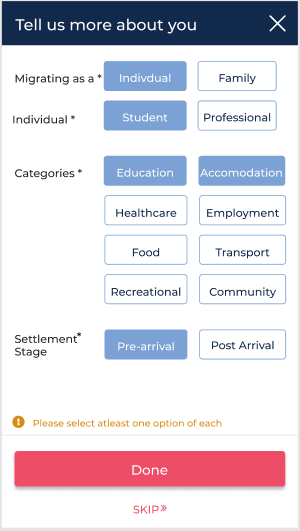 Tell us more about you
Migrating as a * Indivdual Family
Individual * Student Professional
Categories * Education Accomodation
Healthcare Employment
Food Transport
Recreational Community
Settlement* Pre-arrival Post Arrival
Stage
Please select atleast one option of each
Done
SKIP»